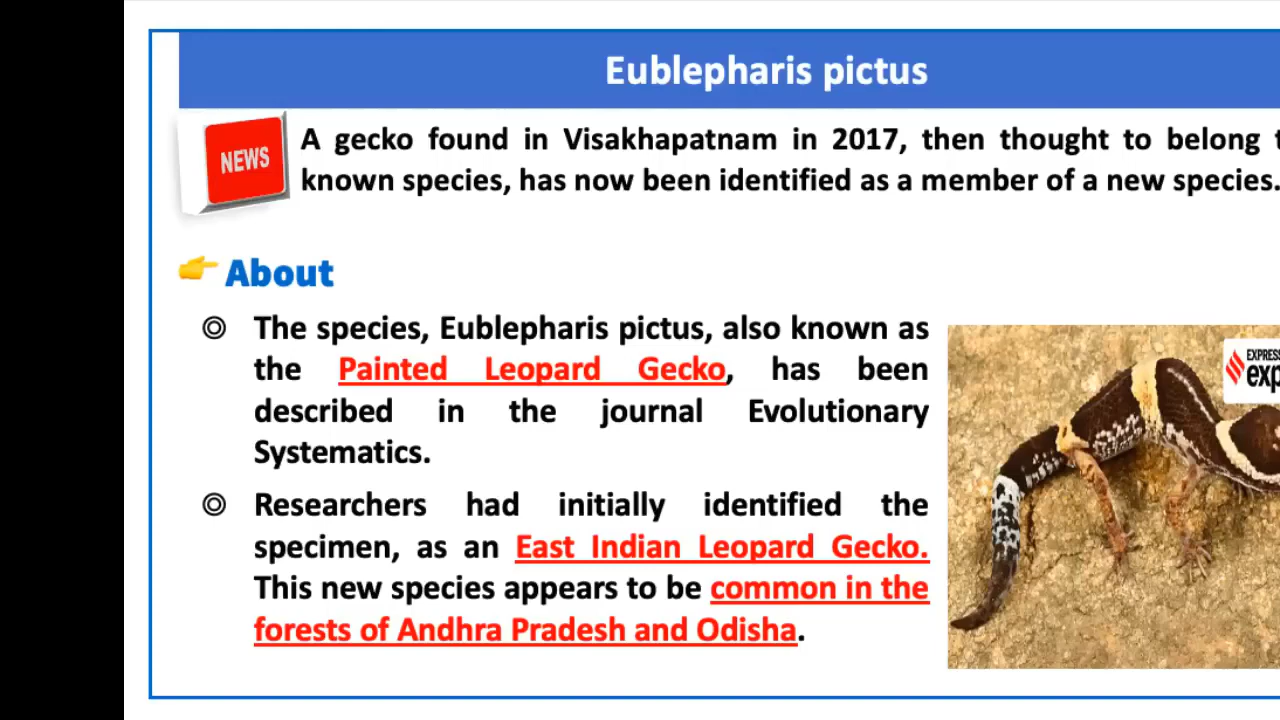 Eublepharis pictus
NEWS
A gecko found in Visakhapatnam in 2017, then thought to belong
known species, has now been identified as a member of a new species.
About
The species, Eublepharis pictus, also known as
the Painted Leopard Gecko, has been
described in the journal Evolutionary
Systematics.
Researchers had initially identified the
specimen, as an East Indian Leopard Gecko.
This new species appears to be common in the
forests of Andhra Pradesh and Odisha.
EXPRESS
exp